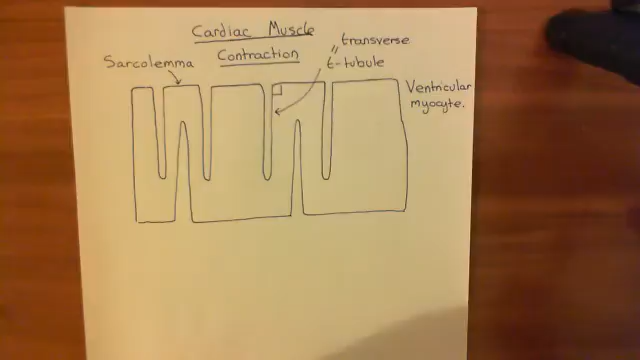 Cardiac Muscle
Contraction
transverse
"
t-tubule
Sarcolemma
Ventricular
myocyte.